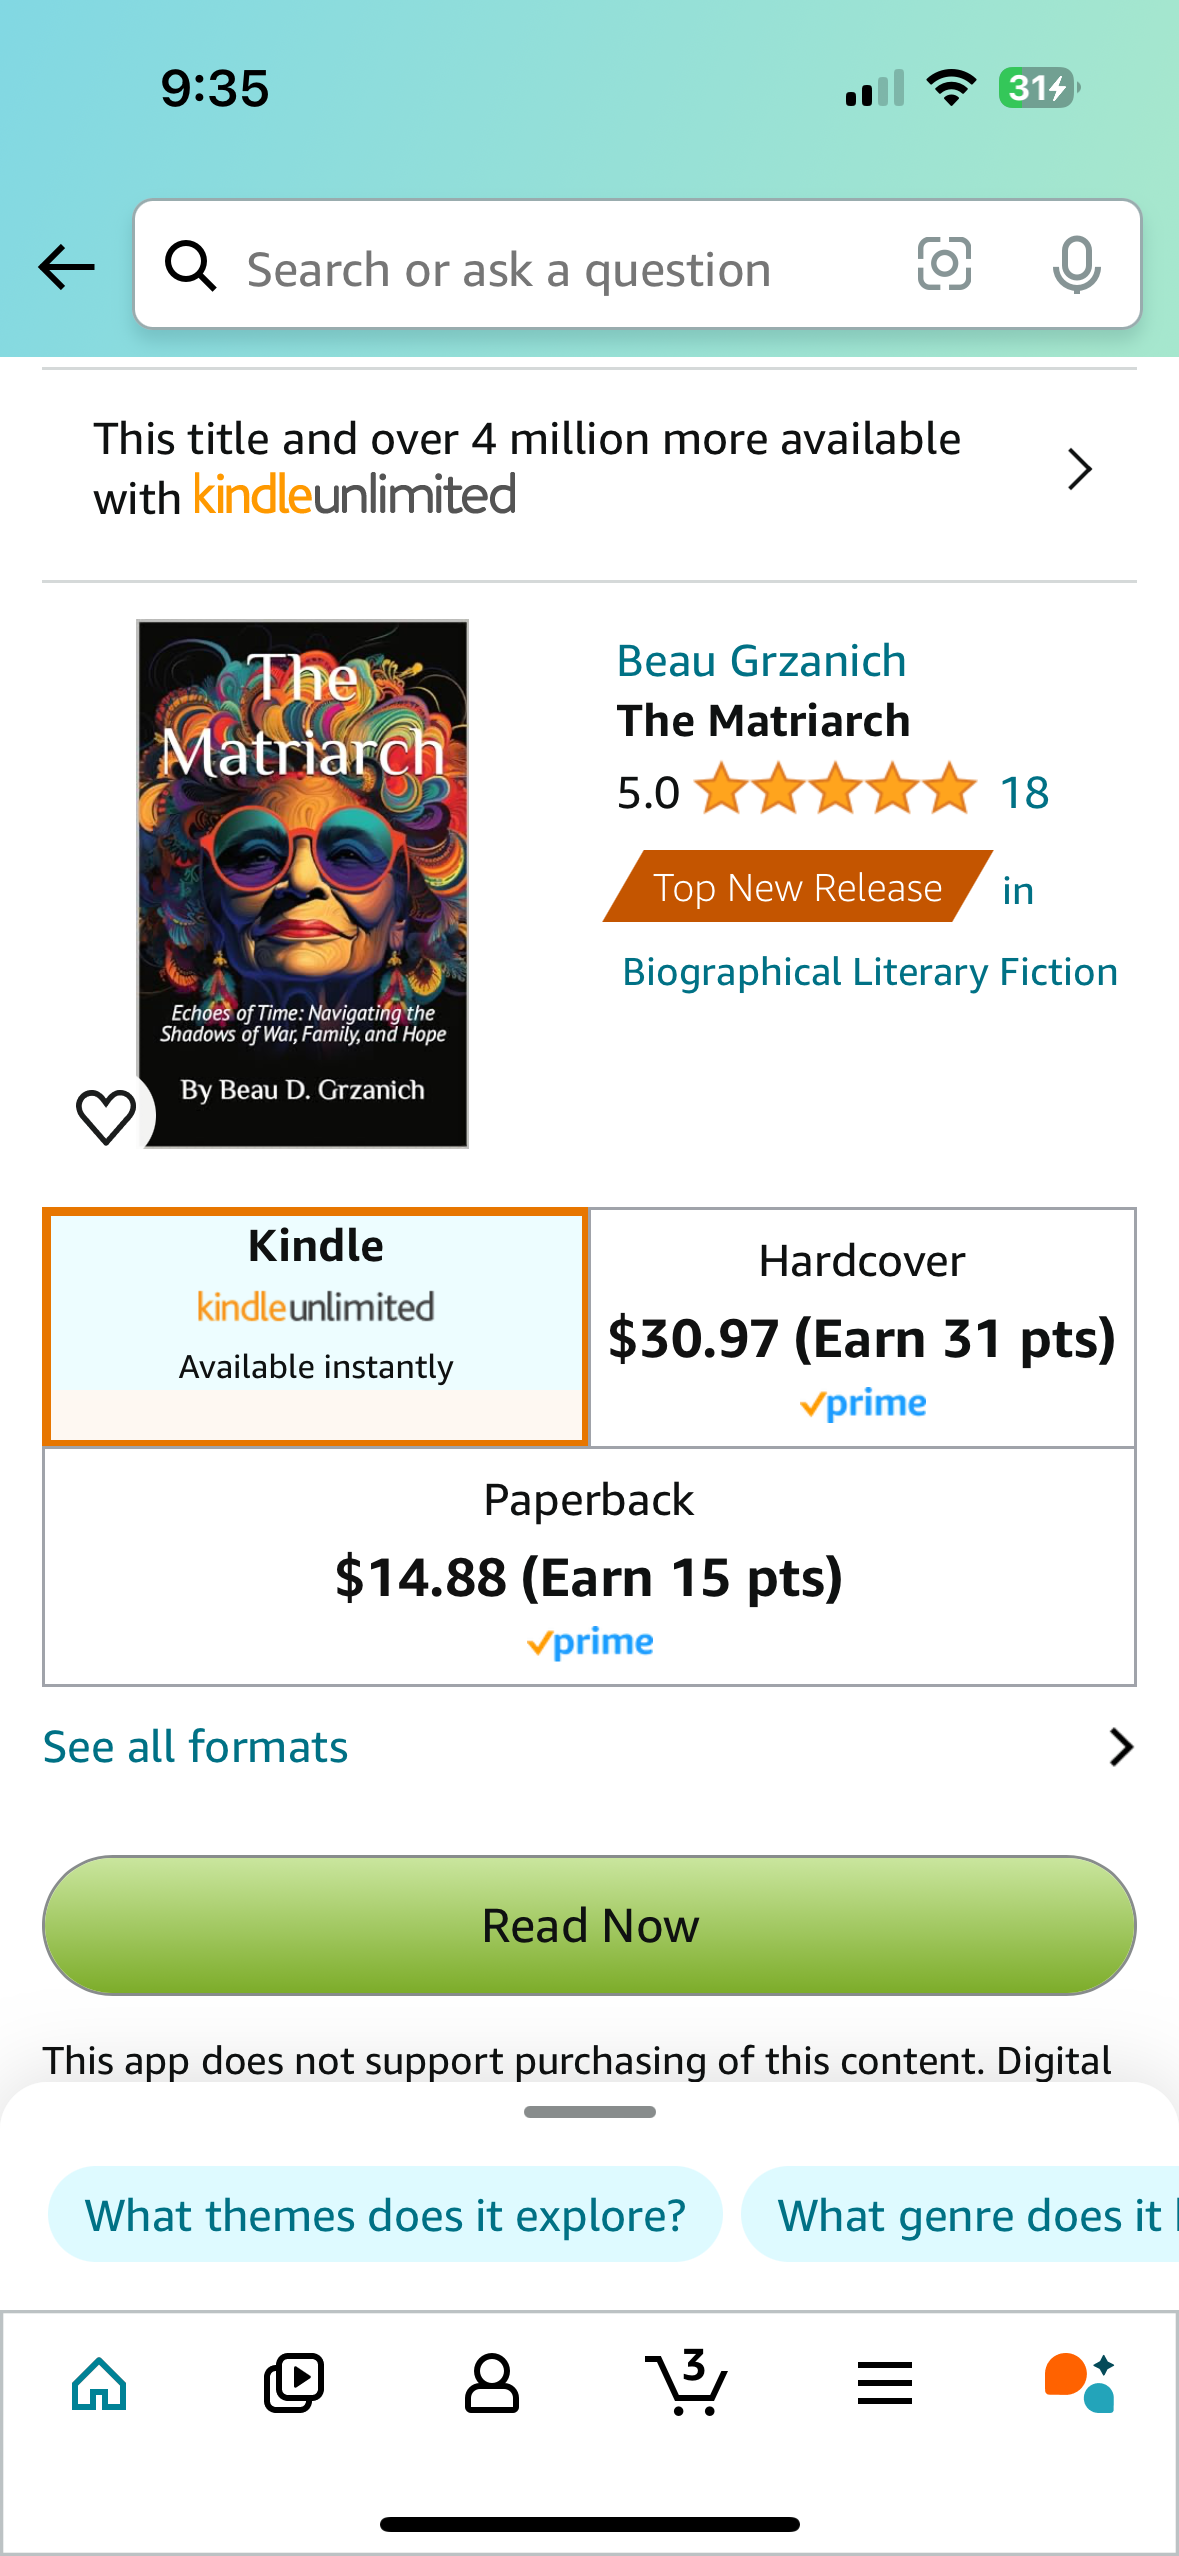 9:35
31
Search or ask a question
This title and over 4 million more available
with kindleunlimited
The
Matriarch
Echoes of Time: Navigating the
Shadows of War, Family, and Hope
By Beau D. Grzanich
Beau Grzanich
The Matriarch
5.0 18
Top New Release in
Biographical Literary Fiction
Kindle
kindleunlimited
Available instantly
Hardcover
$30.97 (Earn 31 pts)
prime
Paperback
$14.88 (Earn 15 pts)
prime
See all formats
Read Now
This app does not support purchasing of this content. Digital
What themes does it explore?
What genre does it
3